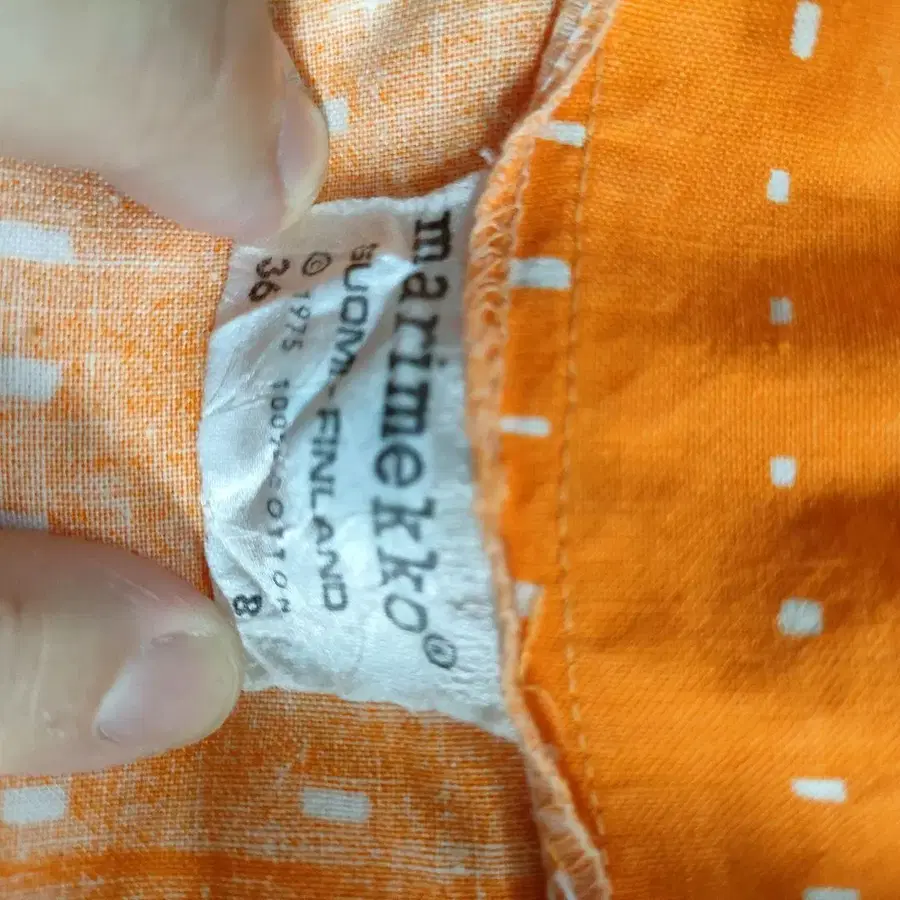 marimekko®
SUOMI-FINLAND
© 1975 100% COTTON
36 8